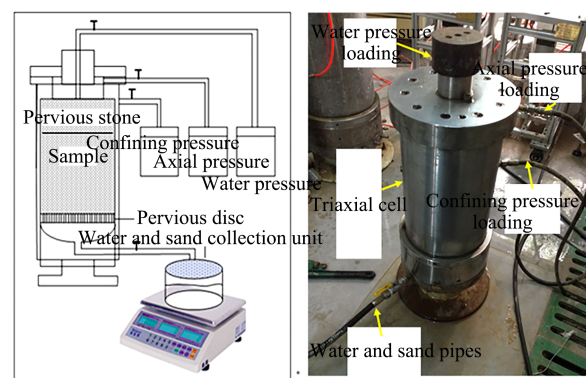 Pervious stone
Confining pressure
Sample
Axial pressure
Water pressure
Pervious disc
Water and sand collection unit
Water pressure
loading
Axial pressure
loading
Triaxial cell
Confining pressure
loading
Water and sand pipes